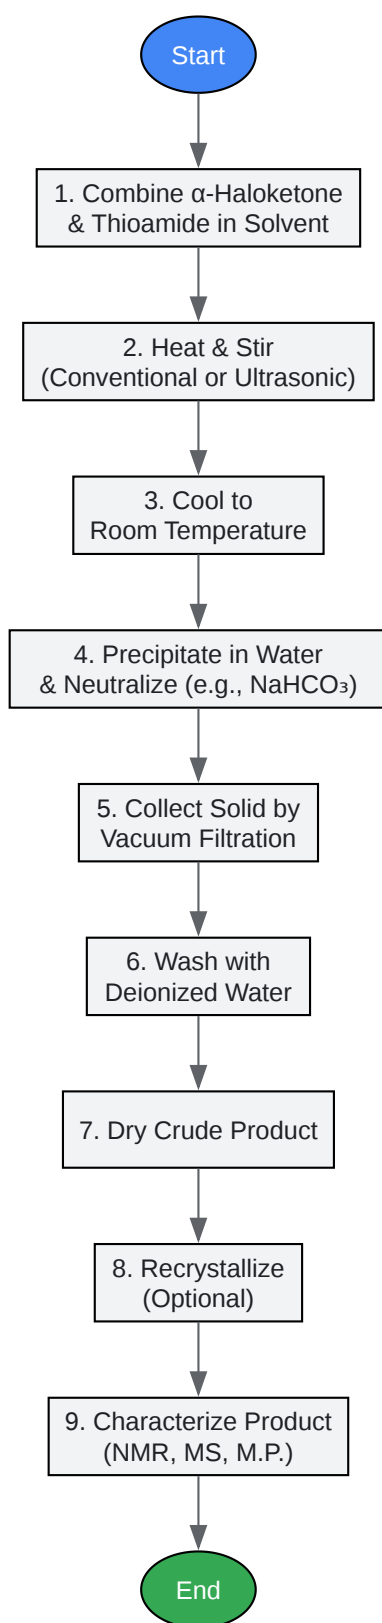 Start
1. Combine α-Haloketone
& Thioamide in Solvent
2. Heat & Stir
(Conventional or Ultrasonic)
3. Cool to
Room Temperature
4. Precipitate in Water
& Neutralize (e.g., NaHCO₃)
5. Collect Solid by
Vacuum Filtration
6. Wash with
Deionized Water
7. Dry Crude Product
8. Recrystallize
(Optional)
9. Characterize Product
(NMR, MS, M.P.)
End